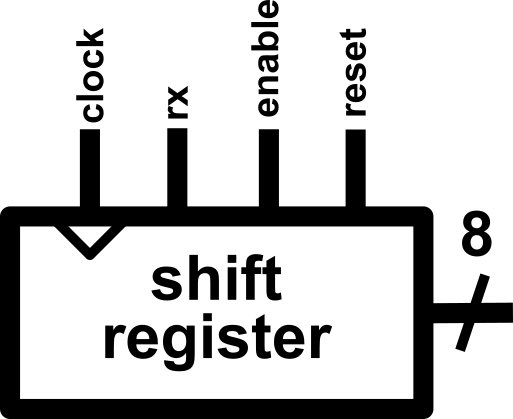 clock
rx
enable
reset
8
shift
register